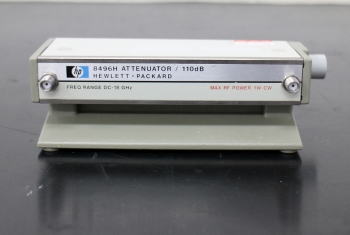 hp 8496H ATTENUATOR / 110dB
HEWLETT - PACKARD
FREQ RANGE DC-18 GHz MAX RF POWER 1W CW